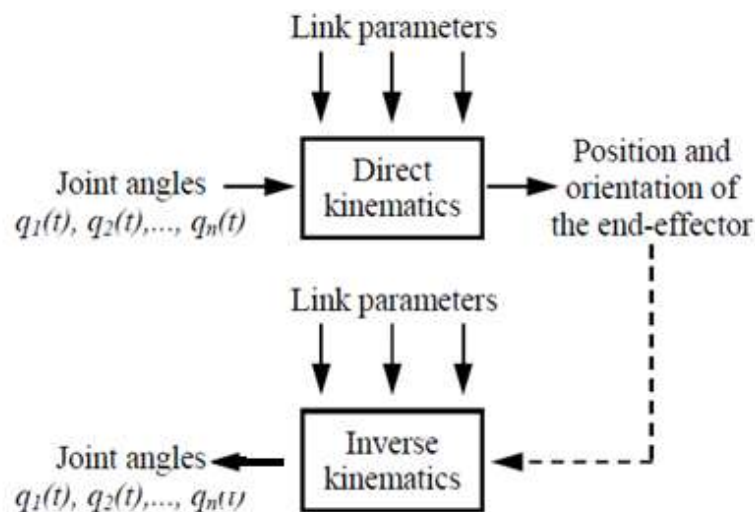 Link parameters
Direct
kinematics
Joint angles
q1(t), q2(t),..., qn(t)
Position and
orientation of
the end-effector
Link parameters
Inverse
kinematics
Joint angles
q1(t), q2(t),..., qn(t)